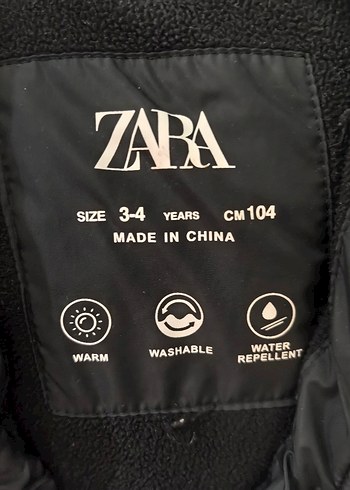 ZARA
SIZE 3-4 YEARS CM 104
MADE IN CHINA
WARM
WASHABLE
WATER
REPELLENT